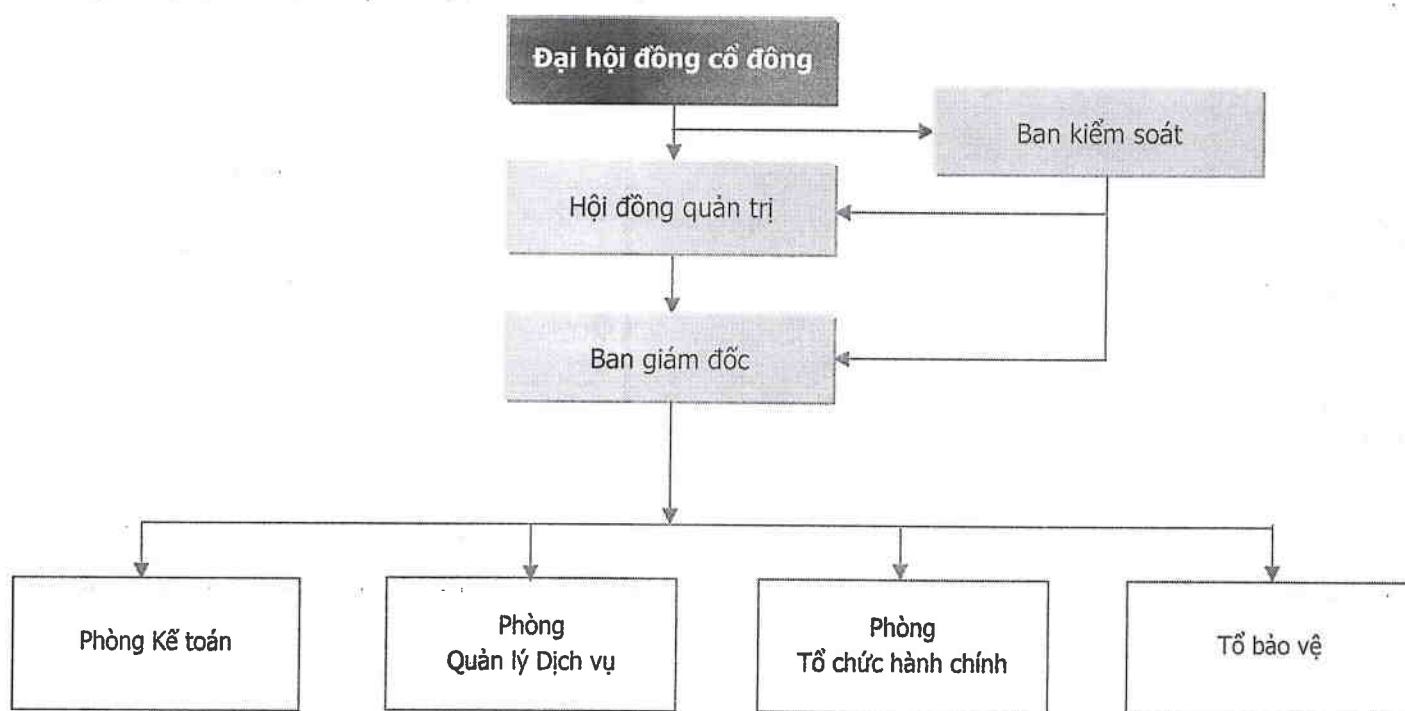 Đại hội đồng cổ đông
Ban kiểm soát
Hội đồng quản trị
Ban giám đốc
Phòng Kế toán
Phòng
Quản lý Dịch vụ
Phòng
Tổ chức hành chính
Tổ bảo vệ